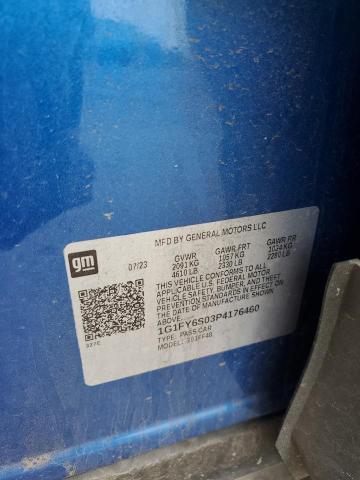 gm
MFD BY GENERAL MOTORS LLC
07/23 GVWR GAWR FRT GAWR RR
2091 KG 1057 KG 1034 KG
4610 LB 2330 LB 2280 LB
THIS VEHICLE CONFORMS TO ALL
APPLICABLE U.S. FEDERAL MOTOR
VEHICLE SAFETY, BUMPER, AND
THEFT PREVENTION STANDARDS
IN EFFECT ON
THE DATE OF MANUFACTURE SHOWN
ABOVE.
1G1FY6S03P4176460
TYPE: PASS CAR
MODEL: